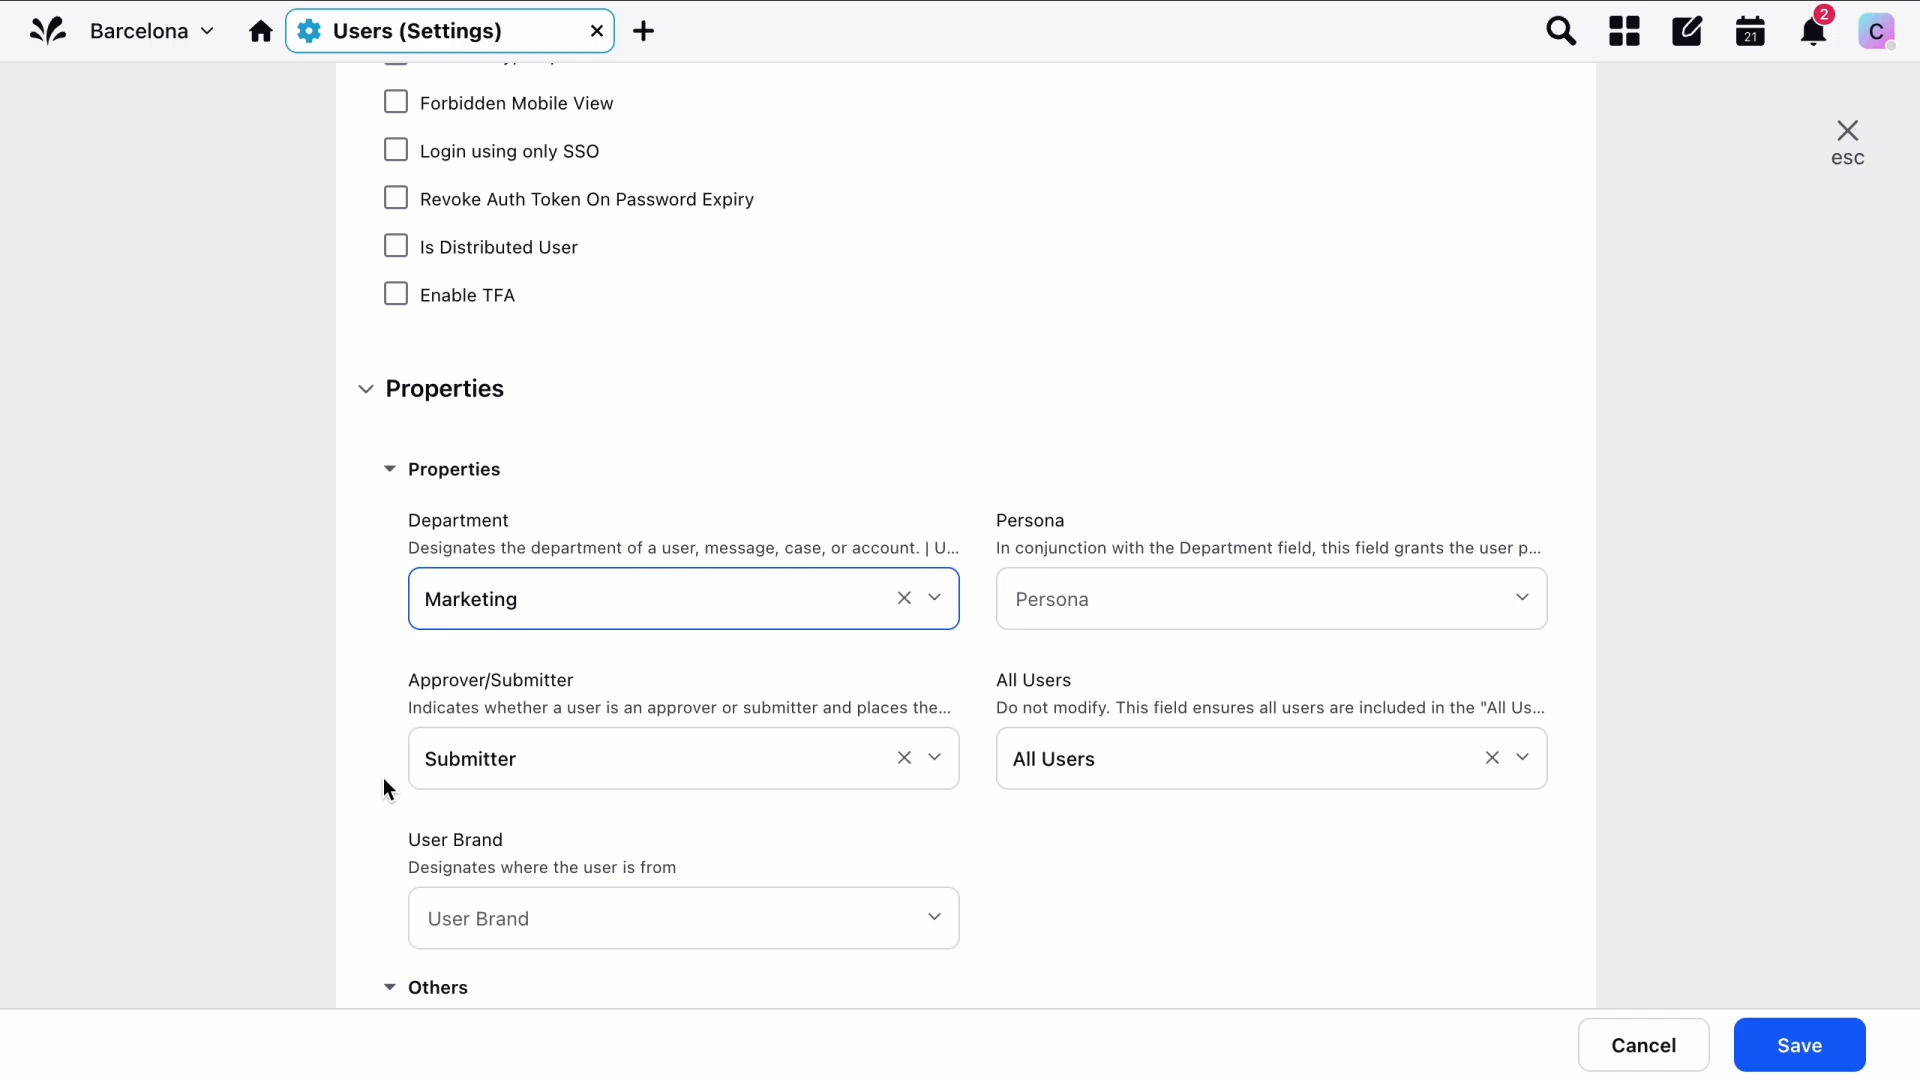 Barcelona
Users (Settings)
21
2
C
Forbidden Mobile View
esc
Login using only SSO
Revoke Auth Token On Password Expiry
Is Distributed User
Enable TFA
Properties
Properties
Department
Designates the department of a user, message, case, or account. | U...
Marketing
Persona
In conjunction with the Department field, this field grants the user p...
Persona
Approver/Submitter
Indicates whether a user is an approver or submitter and places the...
Submitter
All Users
Do not modify. This field ensures all users are included in the "All Us...
All Users
User Brand
Designates where the user is from
User Brand
Others
Cancel
Save